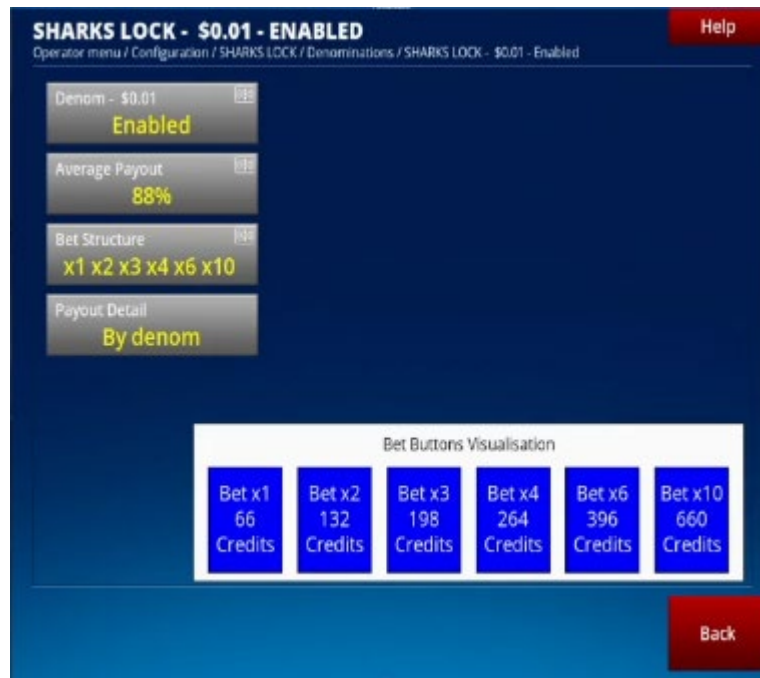 SHARKS LOCK - $0.01 - ENABLED
Help
Operator menu / Configuration / SHARKS LOCK / Denominations / SHARKS LOCK - $0.01 - Enabled
Denom - $0.01
Enabled
Average Payout
88%
Bet Structure
x1 x2 x3 x4 x6 x10
Payout Detail
By denom
Bet Buttons Visualisation
Bet x1
66
Credits
Bet x2
132
Credits
Bet x3
198
Credits
Bet x4
264
Credits
Bet x6
396
Credits
Bet x10
660
Credits
Back